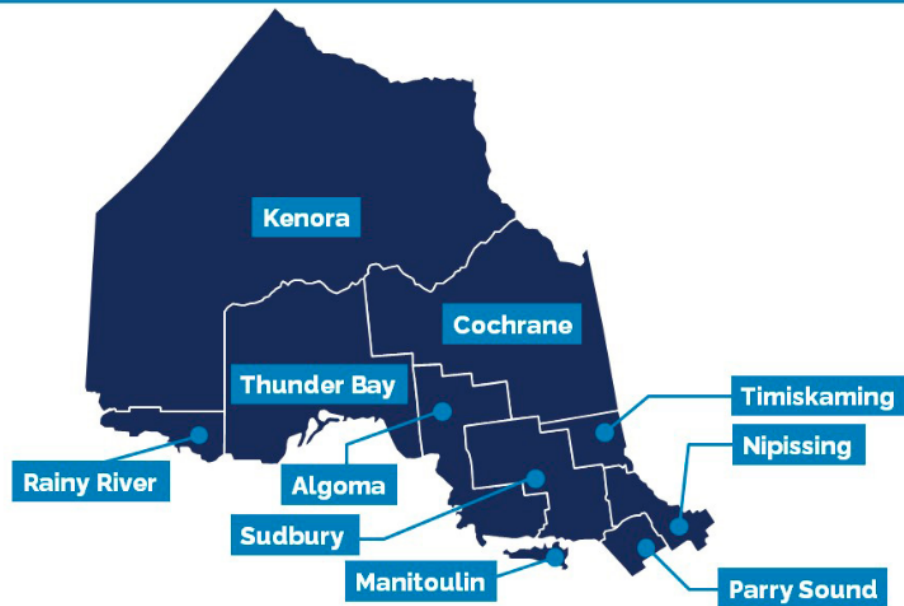 Kenora
Cochrane
Thunder Bay
Timiskaming
Nipissing
Rainy River
Algoma
Sudbury
Manitoulin
Parry Sound